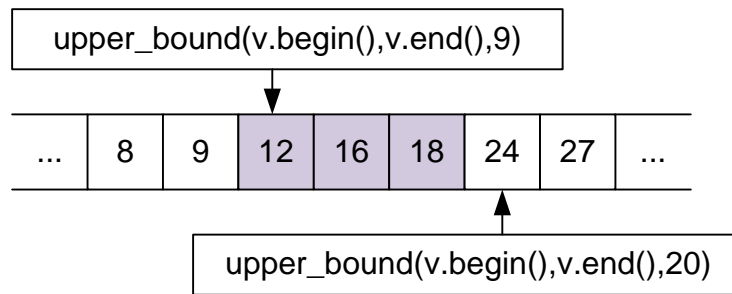 upper_bound(v.begin(),v.end(),9)
... 8 9 12 16 18 24 27 ...
upper_bound(v.begin(),v.end(),20)